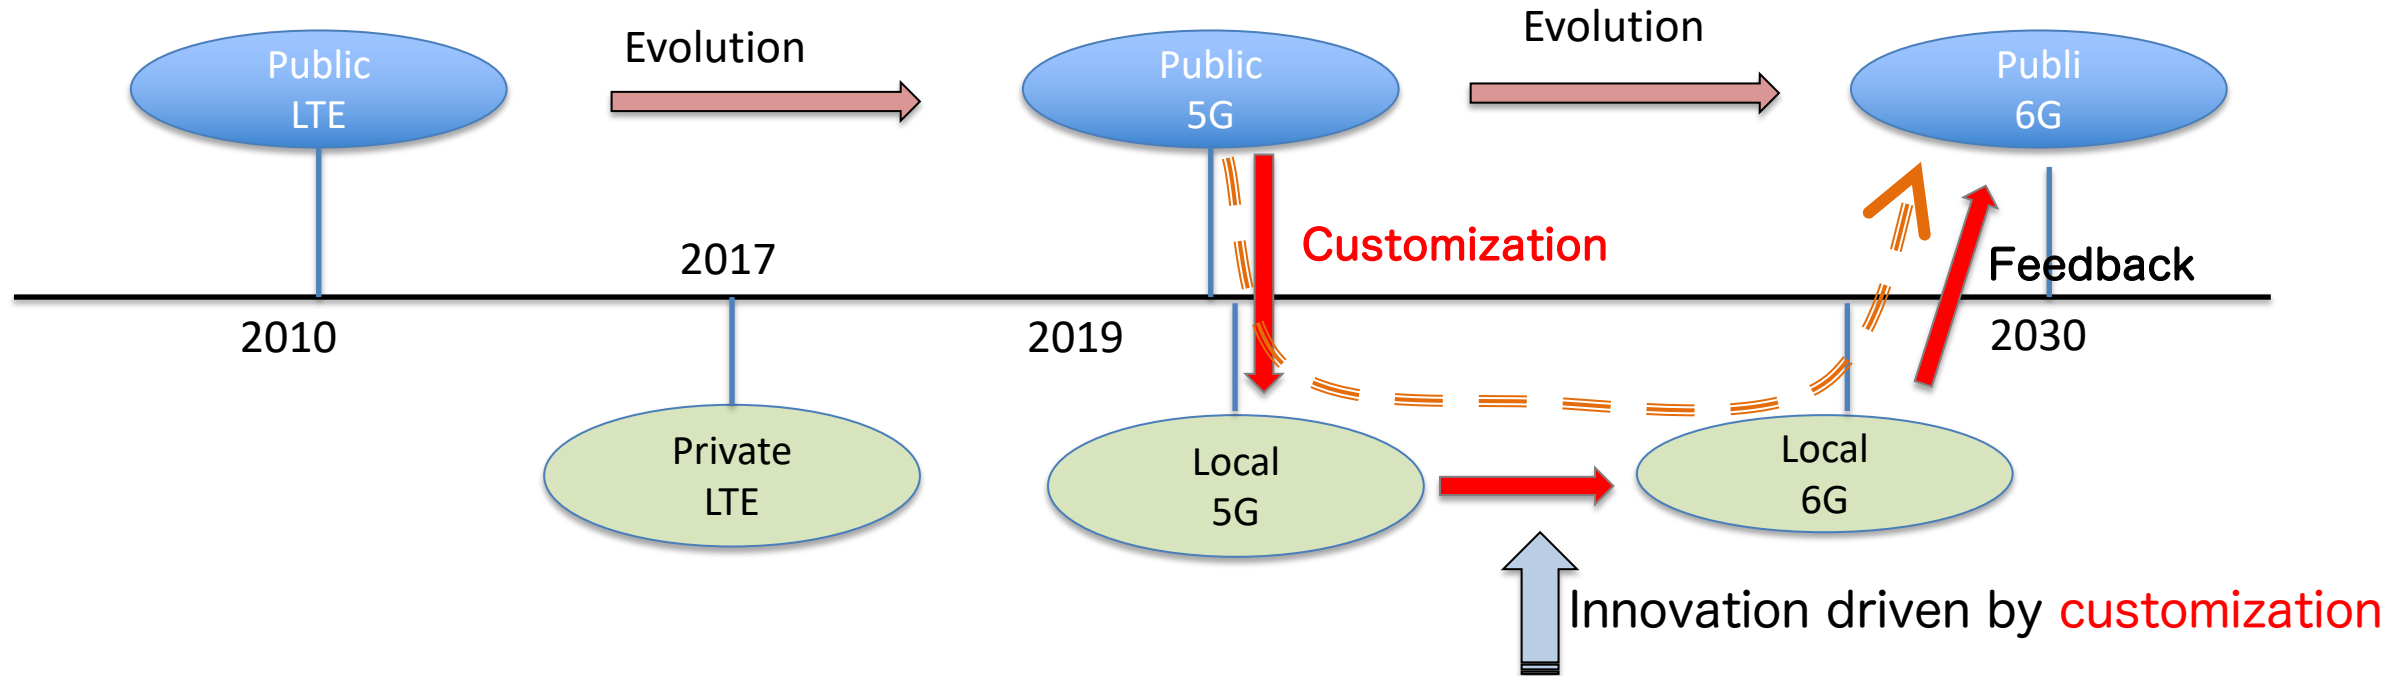 Public
LTE
Evolution
Public
5G
Evolution
Publi
6G
2017
Customization
Feedback
2010
2019
2030
Private
LTE
Local
5G
Local
6G
Innovation driven by customization